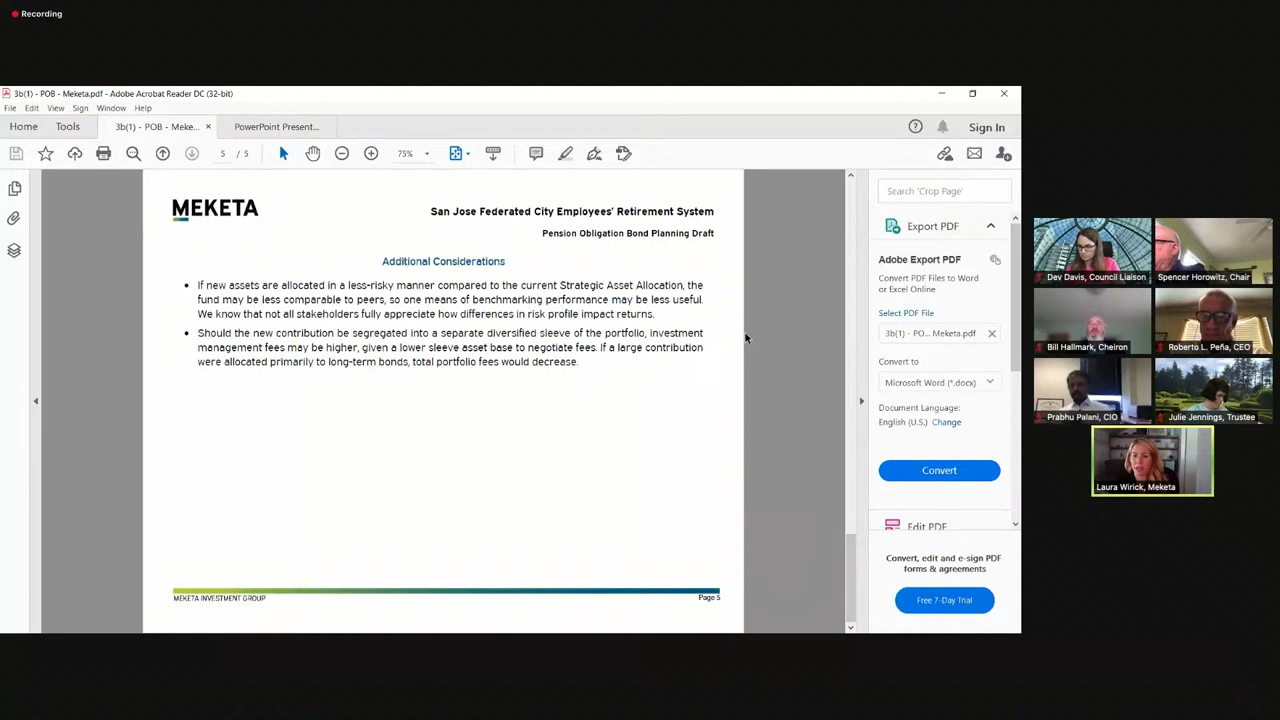 Recording
3b(1) - POB - Meketa.pdf - Adobe Acrobat Reader DC (32-bit)
File Edit View Sign Window Help
Home Tools 3b(1) - POB - Meke... × PowerPoint Present... Sign In
5 / 5 75%
MEKETA
San Jose Federated City Employees' Retirement System
Pension Obligation Bond Planning Draft
Additional Considerations
• If new assets are allocated in a less-risky manner compared to the current Strategic Asset Allocation, the
fund may be less comparable to peers, so one means of benchmarking performance may be less useful.
We know that not all stakeholders fully appreciate how differences in risk profile impact returns.
• Should the new contribution be segregated into a separate diversified sleeve of the portfolio, investment
management fees may be higher, given a lower sleeve asset base to negotiate fees. If a large contribution
were allocated primarily to long-term bonds, total portfolio fees would decrease.
MEKETA INVESTMENT GROUP
Page 5
Search 'Crop Page'
Export PDF
Adobe Export PDF
Convert PDF Files to Word
or Excel Online
Select PDF File
3b(1) - PO... Meketa.pdf
Convert to
Microsoft Word (*.docx)
Document Language:
English (U.S.) Change
Convert
Edit PDF
Convert, edit and e-sign PDF
forms & agreements
Free 7-Day Trial
Dev Davis, Council Liaison
Spencer Horowitz, Chair
Bill Hallmark, Cheiron
Roberto L. Peña, CEO
Prabhu Palani, CIO
Julie Jennings, Trustee
Laura Wirick, Meketa